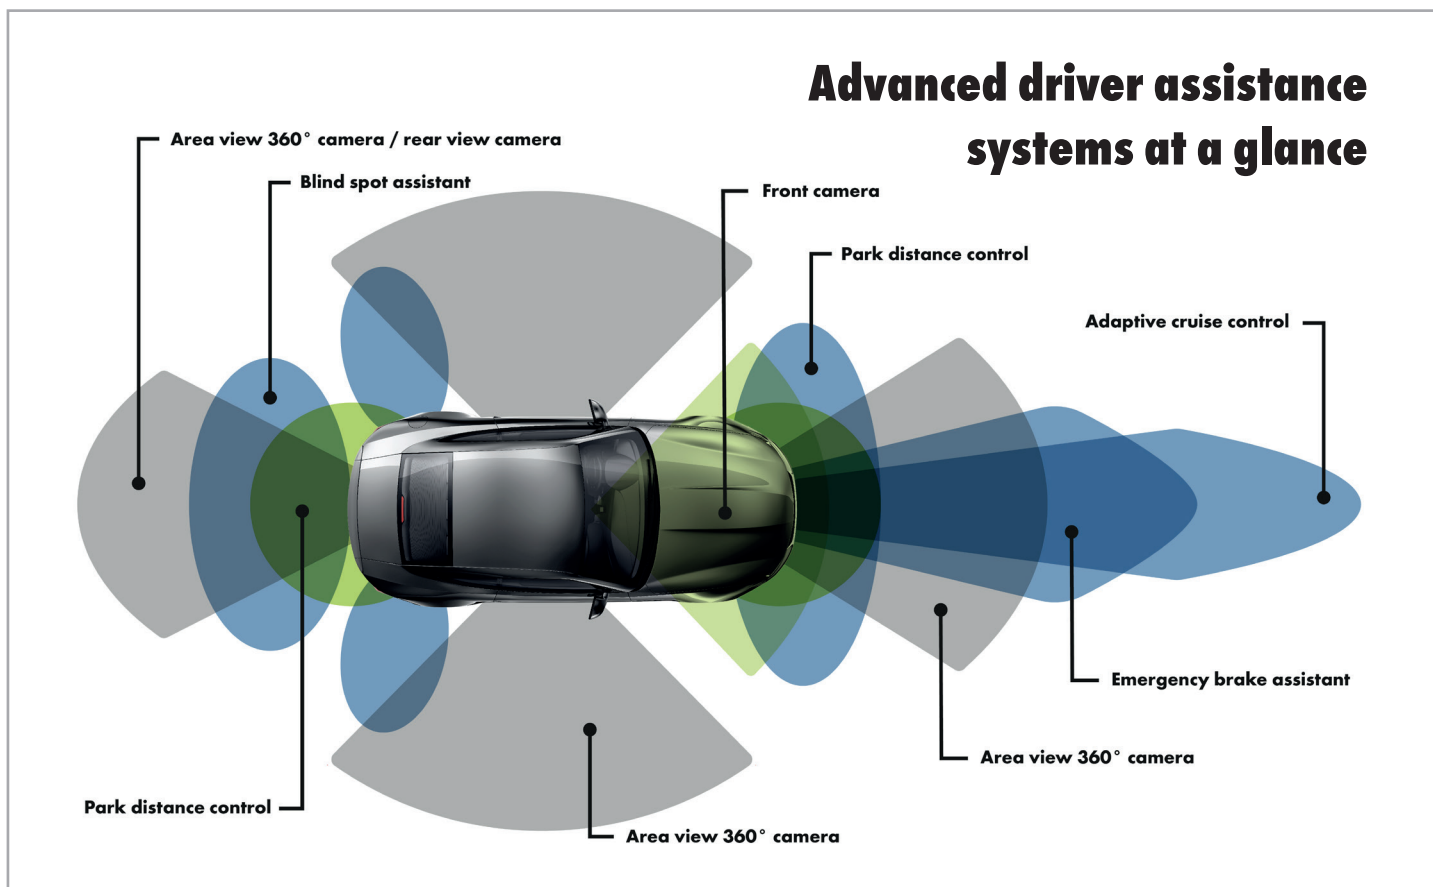 Advanced driver assistance
systems at a glance
Area view 360° camera / rear view camera
Blind spot assistant
Front camera
Park distance control
Adaptive cruise control
Emergency brake assistant
Area view 360° camera
Park distance control
Area view 360° camera